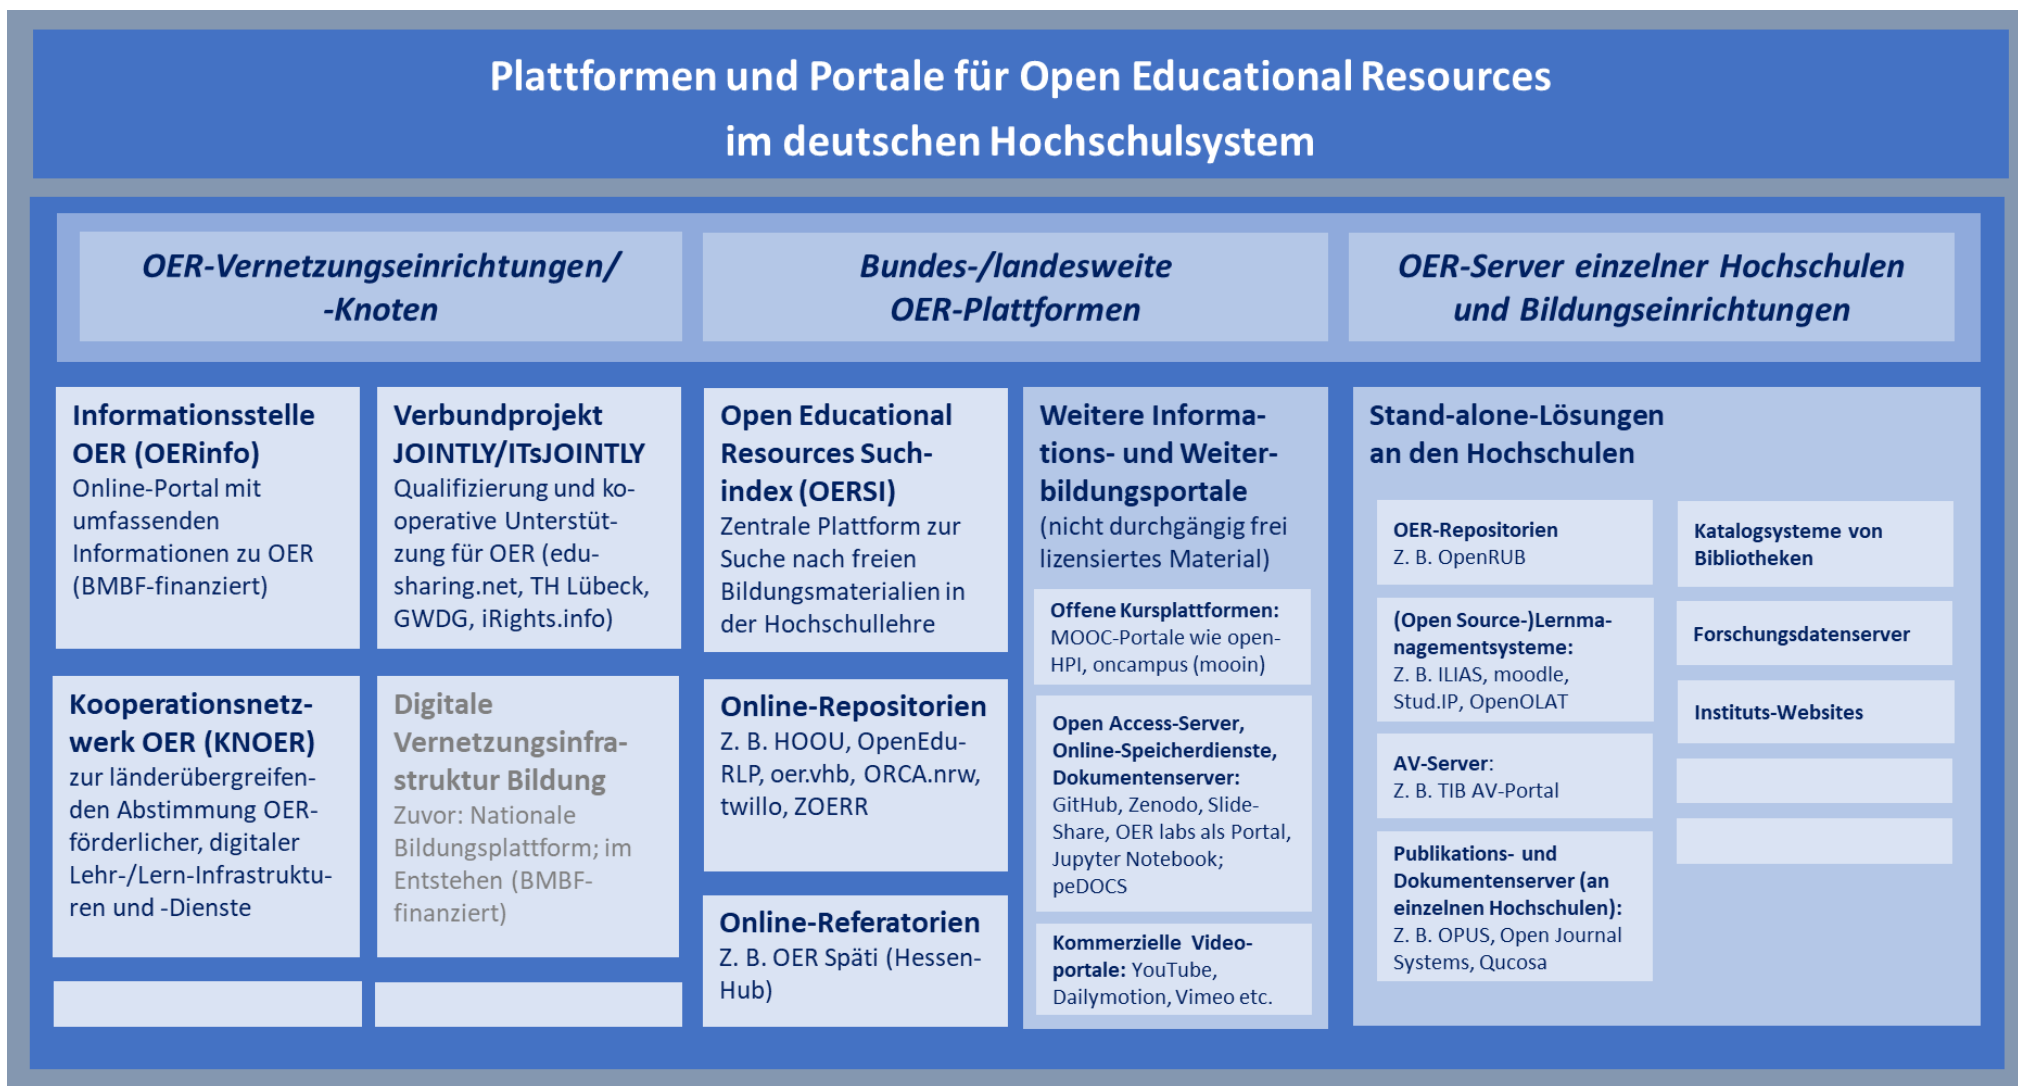 Plattformen und Portale für Open Educational Resources
im deutschen Hochschulsystem
OER-Vernetzungseinrichtungen/
-Knoten
Bundes-/landesweite
OER-Plattformen
OER-Server einzelner Hochschulen
und Bildungseinrichtungen
Informationsstelle
OER (OERinfo)
Online-Portal mit
umfassenden
Informationen zu OER
(BMBF-finanziert)
Verbundprojekt
JOINTLY/ITsJOINTLY
Qualifizierung und ko-
operative Unterstüt-
zung für OER (edu-
sharing.net, TH Lübeck,
GWDG, iRights.info)
Kooperationsnetz-
werk OER (KNOER)
zur länderübergreifen-
den Abstimmung OER-
förderlicher, digitaler
Lehr-/Lern-Infrastruktu-
ren und -Dienste
Digitale
Vernetzungsinfra-
struktur Bildung
Zuvor: Nationale
Bildungsplattform; im
Entstehen (BMBF-
finanziert)
Open Educational
Resources Such-
index (OERSI)
Zentrale Plattform zur
Suche nach freien
Bildungsmaterialien in
der Hochschullehre
Online-Repositorien
Z. B. HOOU, OpenEdu-
RLP, oer.vhb, ORCA.nrw,
twillo, ZOERR
Online-Referatorien
Z. B. OER Späti (Hessen-
Hub)
Weitere Informa-
tions- und Weiter-
bildungsportale
(nicht durchgängig frei
lizensiertes Material)
Offene Kursplattformen:
MOOC-Portale wie open-
HPI, oncampus (mooin)
Open Access-Server,
Online-Speicherdienste,
Dokumentenserver:
GitHub, Zenodo, Slide-
Share, OER labs als Portal,
Jupyter Notebook;
peDOCS
Kommerzielle Video-
portale: YouTube,
Dailymotion, Vimeo etc.
Stand-alone-Lösungen
an den Hochschulen
OER-Repositorien
Z. B. OpenRUB
(Open Source-)Lernma-
nagementsysteme:
Z. B. ILIAS, moodle,
Stud.IP, OpenOLAT
AV-Server:
Z. B. TIB AV-Portal
Publikations- und
Dokumentenserver (an
einzelnen Hochschulen):
Z. B. OPUS, Open Journal
Systems, Qucosa
Katalogsysteme von
Bibliotheken
Forschungsdatenserver
Instituts-Websites